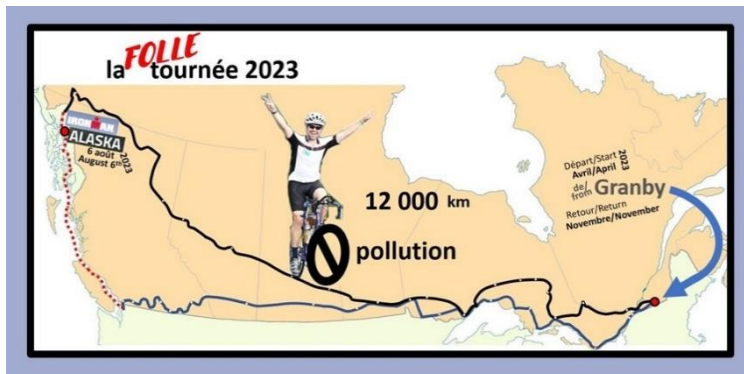 la FOLLE
tournée 2023
IRONMAN
ALASKA
6 août
August 6th
2023
12 000 km
0 pollution
Départ/Start
Avril/April
2023
de/
from Granby
Retour/Return
Novembre/November